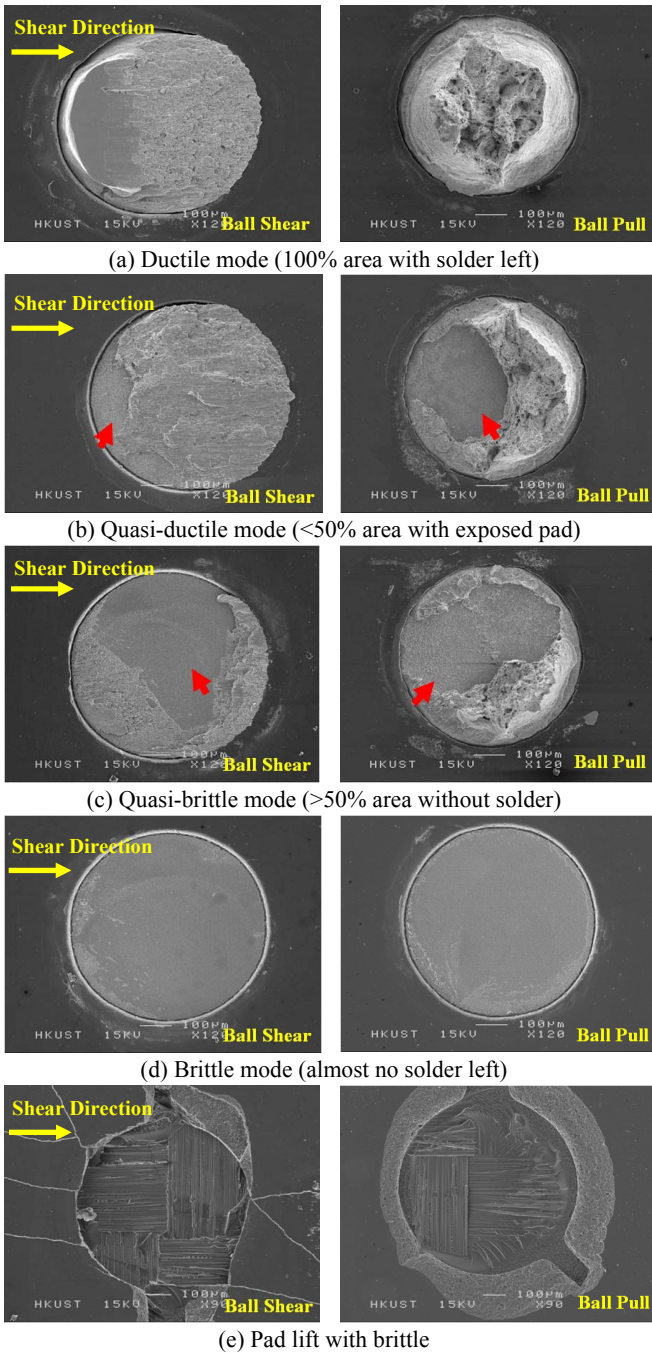 Shear Direction
HKUST 15KV 100µm X120
Ball Shear
HKUST 15KV 100µm X120
Ball Pull
(a) Ductile mode (100% area with solder left)
Shear Direction
HKUST 15KV 100µm X120
Ball Shear
HKUST 15KV 100µm X120
Ball Pull
(b) Quasi-ductile mode (<50% area with exposed pad)
Shear Direction
HKUST 15KV 100µm X120
Ball Shear
HKUST 15KV 100µm X120
Ball Pull
(c) Quasi-brittle mode (>50% area without solder)
Shear Direction
HKUST 15KV 100µm X120
Ball Shear
HKUST 15KV 100µm X120
Ball Pull
(d) Brittle mode (almost no solder left)
Shear Direction
HKUST 15KV 100µm X90
Ball Shear
HKUST 15KV 100µm X90
Ball Pull
(e) Pad lift with brittle